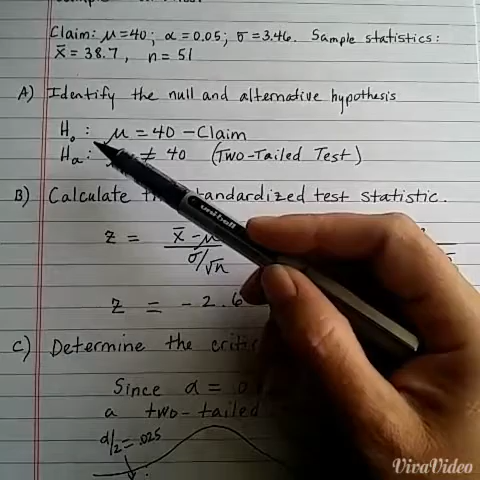 Claim: μ=40; α=0.05; σ=3.46. Sample statistics:
x̄ = 38.7, n = 51
A) Identify the null and alternative hypothesis
H₀: μ = 40 – Claim
Hₐ: ≠ 40 (Two-Tailed Test)
B) Calculate standardized test statistic.
z = x̄ - μ
σ/√n
z = -2.6
C) Determine the
Since α = 0
a two-tailed
α/2 = .025
uniball
VivaVideo